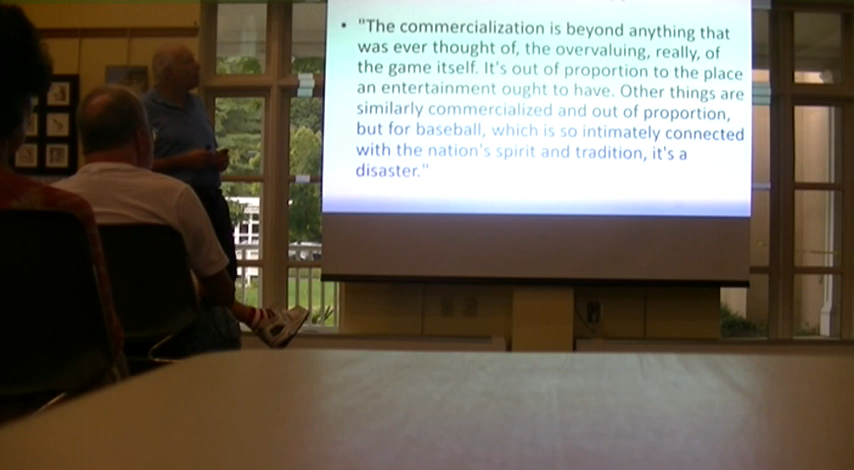 • "The commercialization is beyond anything that
was ever thought of, the overvaluing, really, of
the game itself. It's out of proportion to the place
an entertainment ought to have. Other things are
similarly commercialized and out of proportion,
but for baseball, which is so intimately connected
with the nation's spirit and tradition, it's a
disaster."